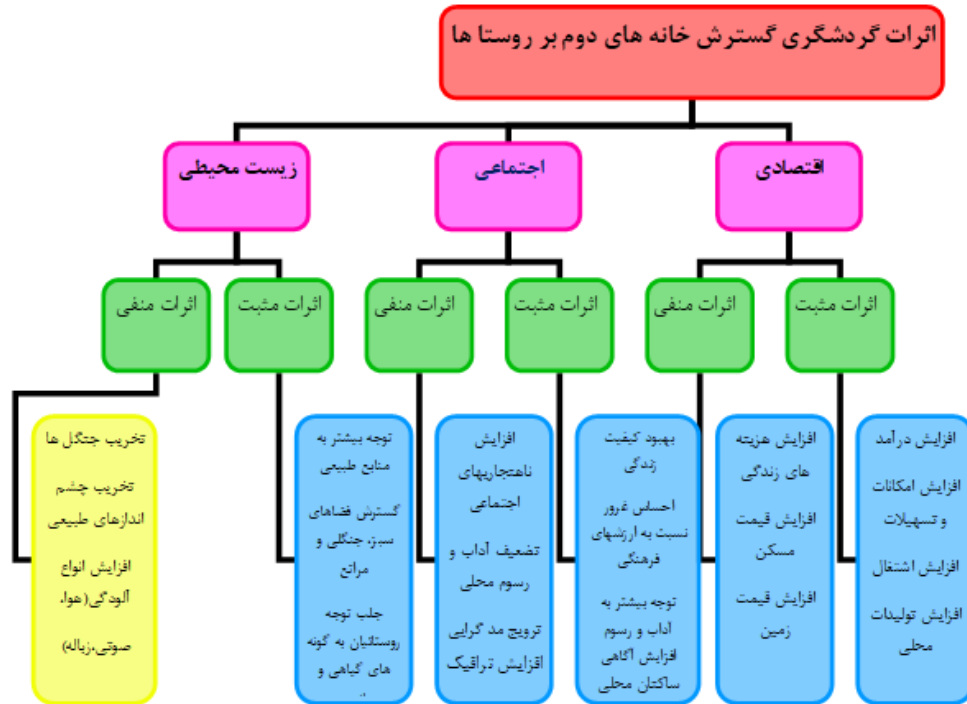 اثرات گردشگری گسترش خانه های دوم بر روستا ها
اقتصادی
اجتماعی
زیست محیطی
اثرات مثبت
اثرات منفی
اثرات مثبت
اثرات منفی
اثرات مثبت
اثرات منفی
افزایش درآمد
افزایش امکانات
و تسهیلات
افزایش اشتغال
افزایش تولیدات
محلی
افزایش هزینه
های زندگی
افزایش قیمت
مسکن
افزایش قیمت
زمین
بهبود کیفیت
زندگی
احساس غرور
نسبت به ارزشهای
فرهنگی
توجه بیشتر به
آداب و رسوم
افزایش آگاهی
ساکنان محلی
افزایش
ناهنجاریهای
اجتماعی
تضعیف آداب و
رسوم محلی
ترویج مد گرایی
افزایش ترافیک
توجه بیشتر به
منابع طبیعی
گسترش فضاهای
سبز، جنگلی و
مراتع
جلب توجه
روستائیان به گونه
های گیاهی و
تخریب جنگل ها
تخریب چشم
اندازهای طبیعی
افزایش انواع
آلودگی(هوا،
صوتی،زباله)